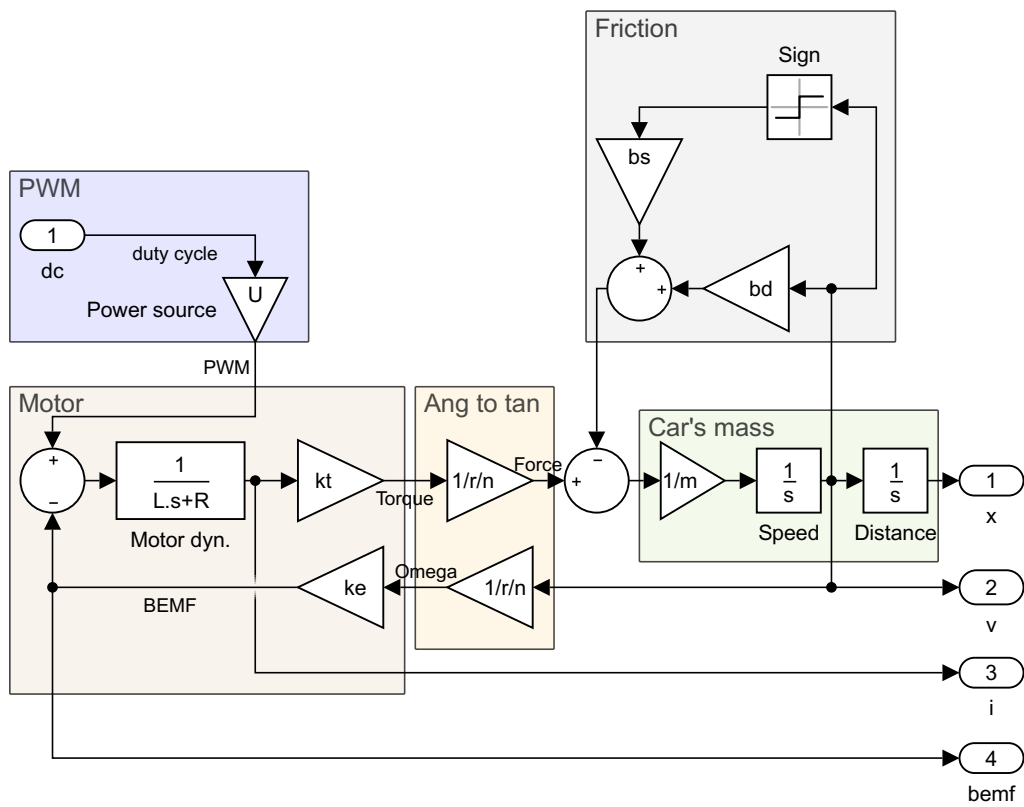 Friction
Sign
bs
+
+
bd
PWM
1
duty cycle
dc
U
Power source
PWM
Motor
Ang to tan
Car's mass
+
−
1
L.s+R
Motor dyn.
kt
Torque
1/r/n
Force
−
+
1/m
1
s
Speed
1
s
Distance
1
x
BEMF
ke
Omega
1/r/n
2
v
3
i
4
bemf